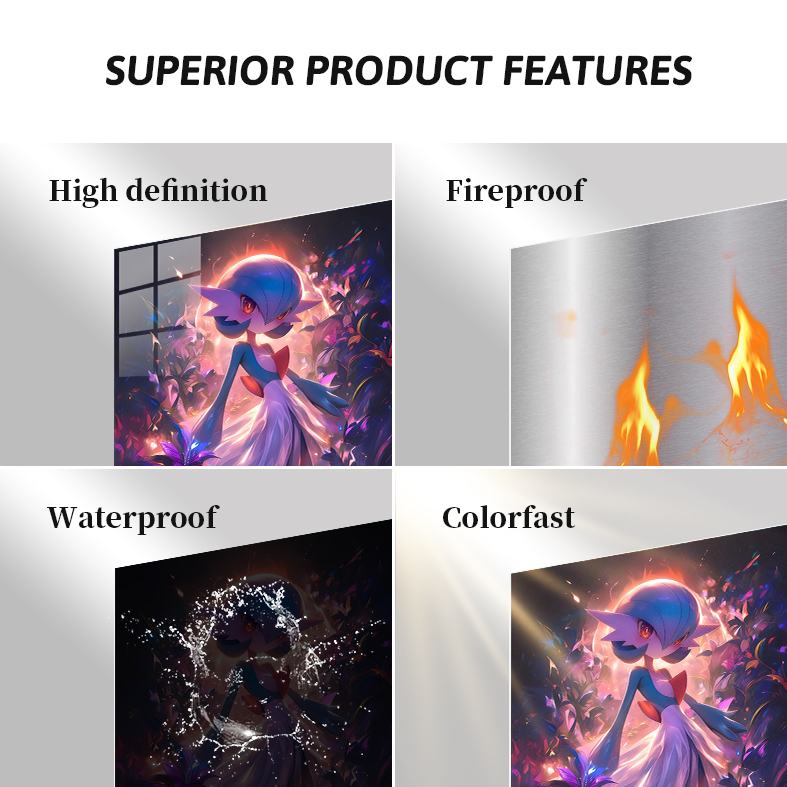 SUPERIOR PRODUCT FEATURES
High definition
Fireproof
Waterproof
Colorfast